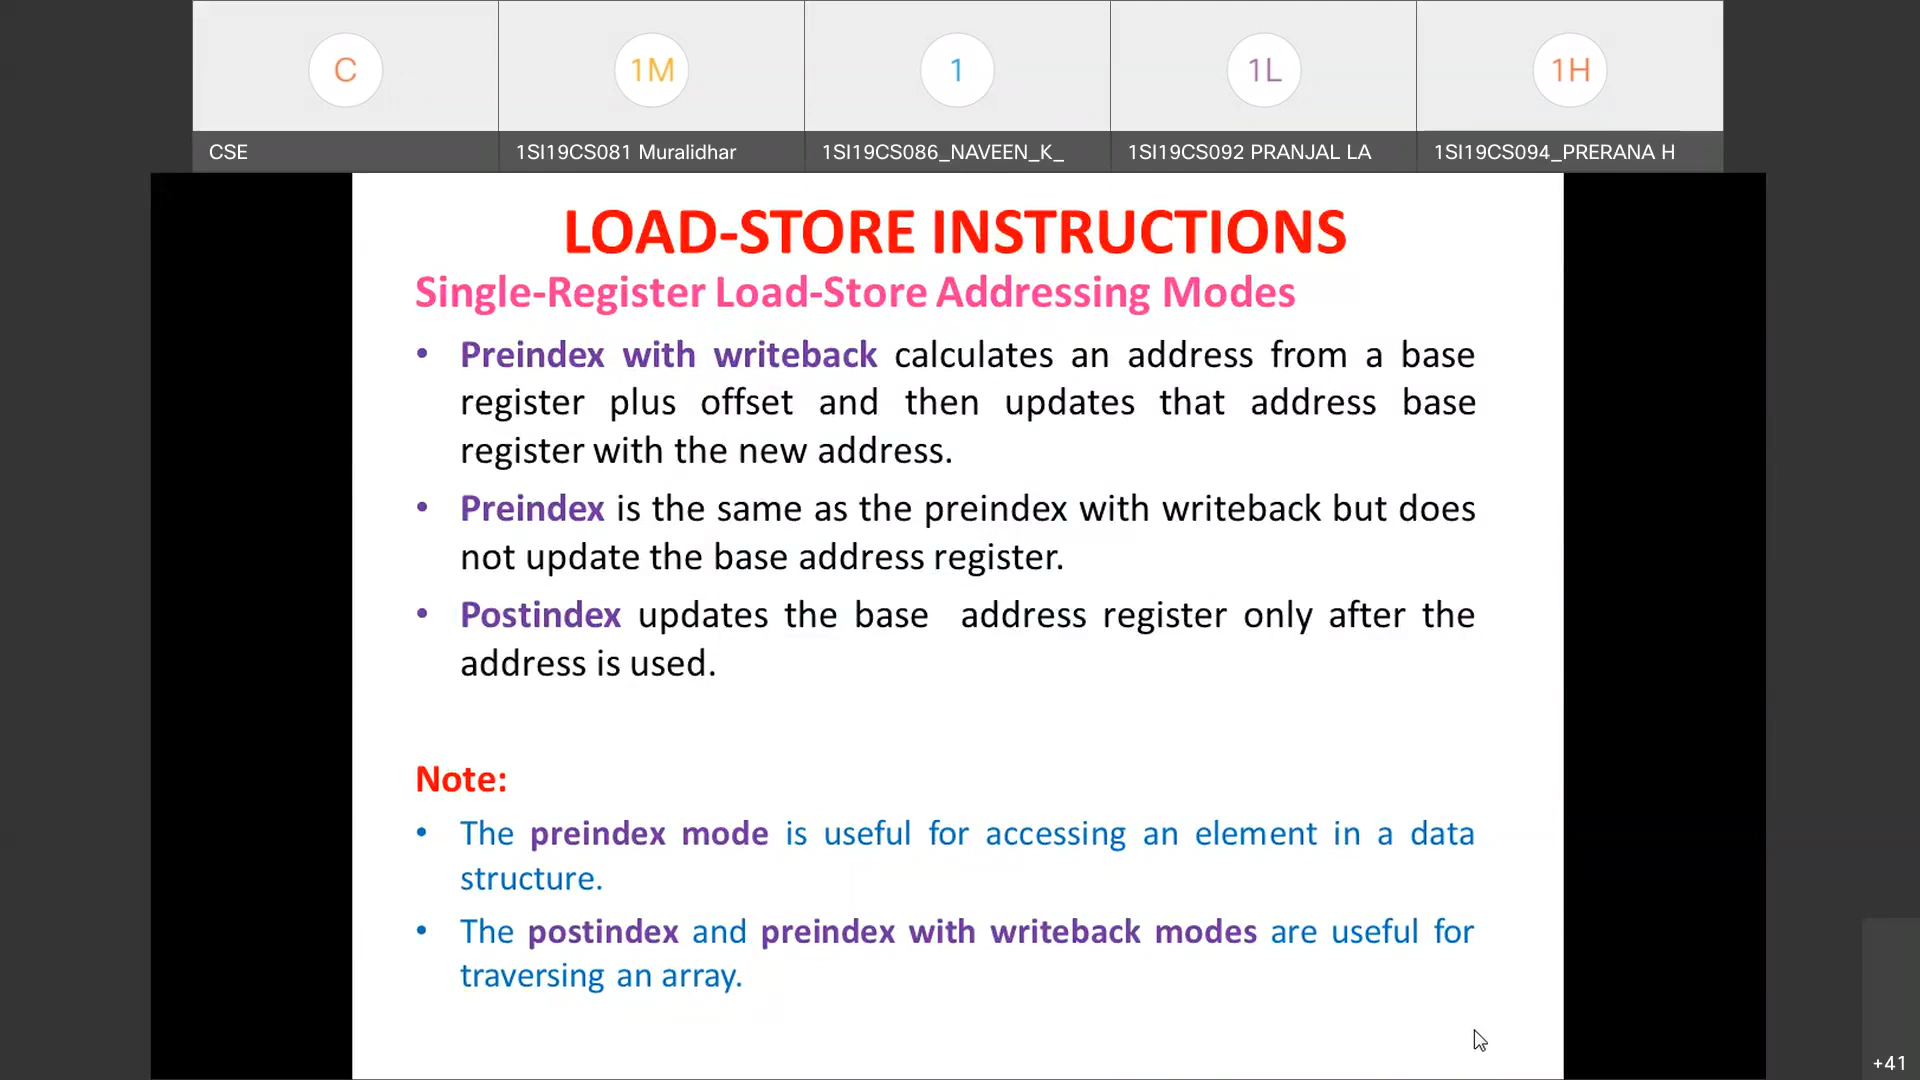 C
1M
1
1L
1H
CSE
1SI19CS081 Muralidhar
1SI19CS086_NAVEEN_K_
1SI19CS092 PRANJAL LA
1SI19CS094_PRERANA H
LOAD-STORE INSTRUCTIONS
Single-Register Load-Store Addressing Modes
• Preindex with writeback calculates an address from a base
register plus offset and then updates that address base
register with the new address.
• Preindex is the same as the preindex with writeback but does
not update the base address register.
• Postindex updates the base address register only after the
address is used.
Note:
• The preindex mode is useful for accessing an element in a data
structure.
• The postindex and preindex with writeback modes are useful for
traversing an array.
+41